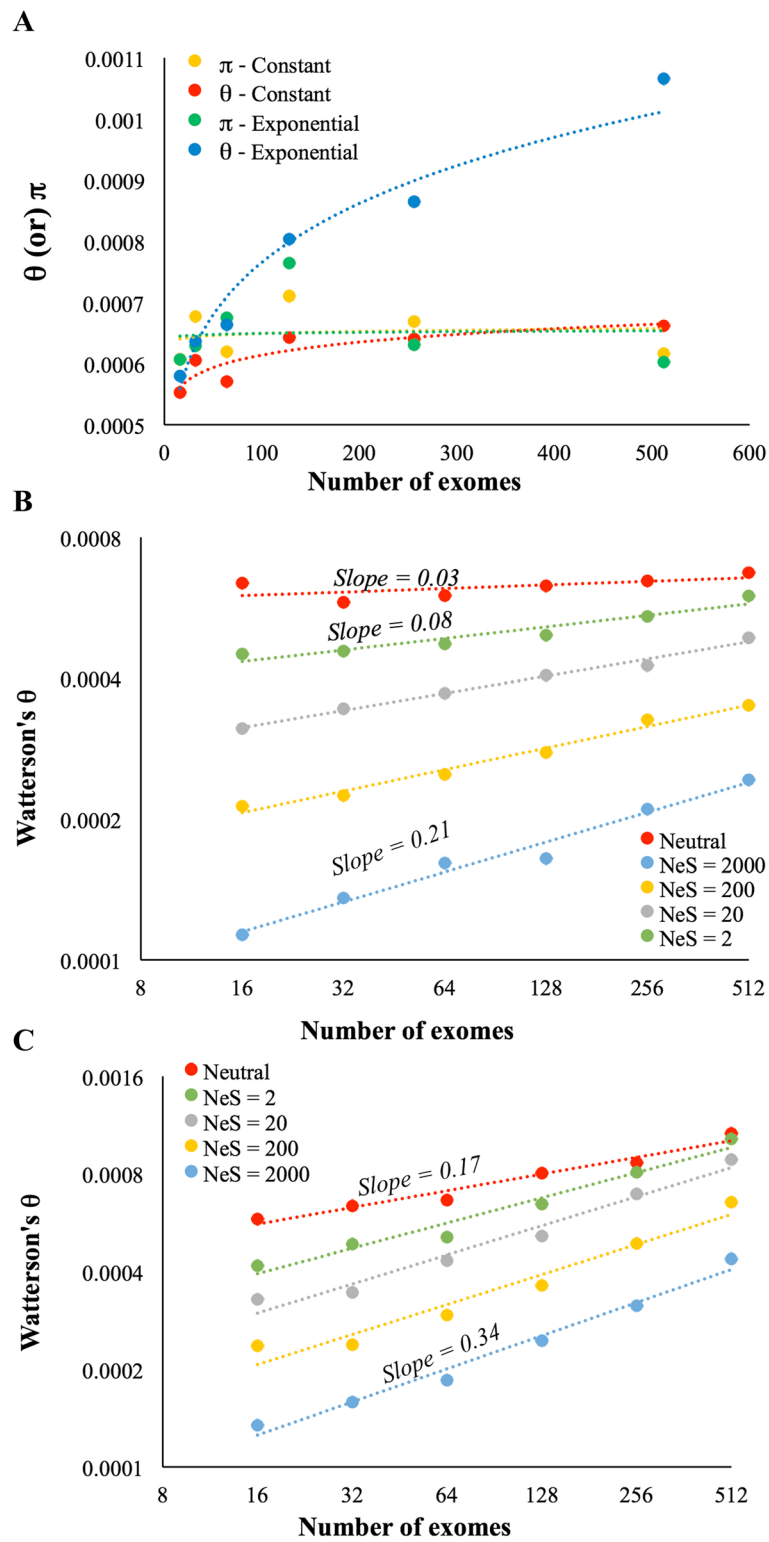 A
0.0011
0.001
0.0009
0.0008
0.0007
0.0006
0.0005
θ (or) π
π - Constant
θ - Constant
π - Exponential
θ - Exponential
0 100 200 300 400 500 600
Number of exomes
B
0.0008
0.0004
0.0002
0.0001
Watterson's θ
Slope = 0.03
Slope = 0.08
Slope = 0.21
Neutral
NeS = 2000
NeS = 200
NeS = 20
NeS = 2
8 16 32 64 128 256 512
Number of exomes
C
0.0016
0.0008
0.0004
0.0002
0.0001
Watterson's θ
Neutral
NeS = 2
NeS = 20
NeS = 200
NeS = 2000
Slope = 0.17
Slope = 0.34
8 16 32 64 128 256 512
Number of exomes